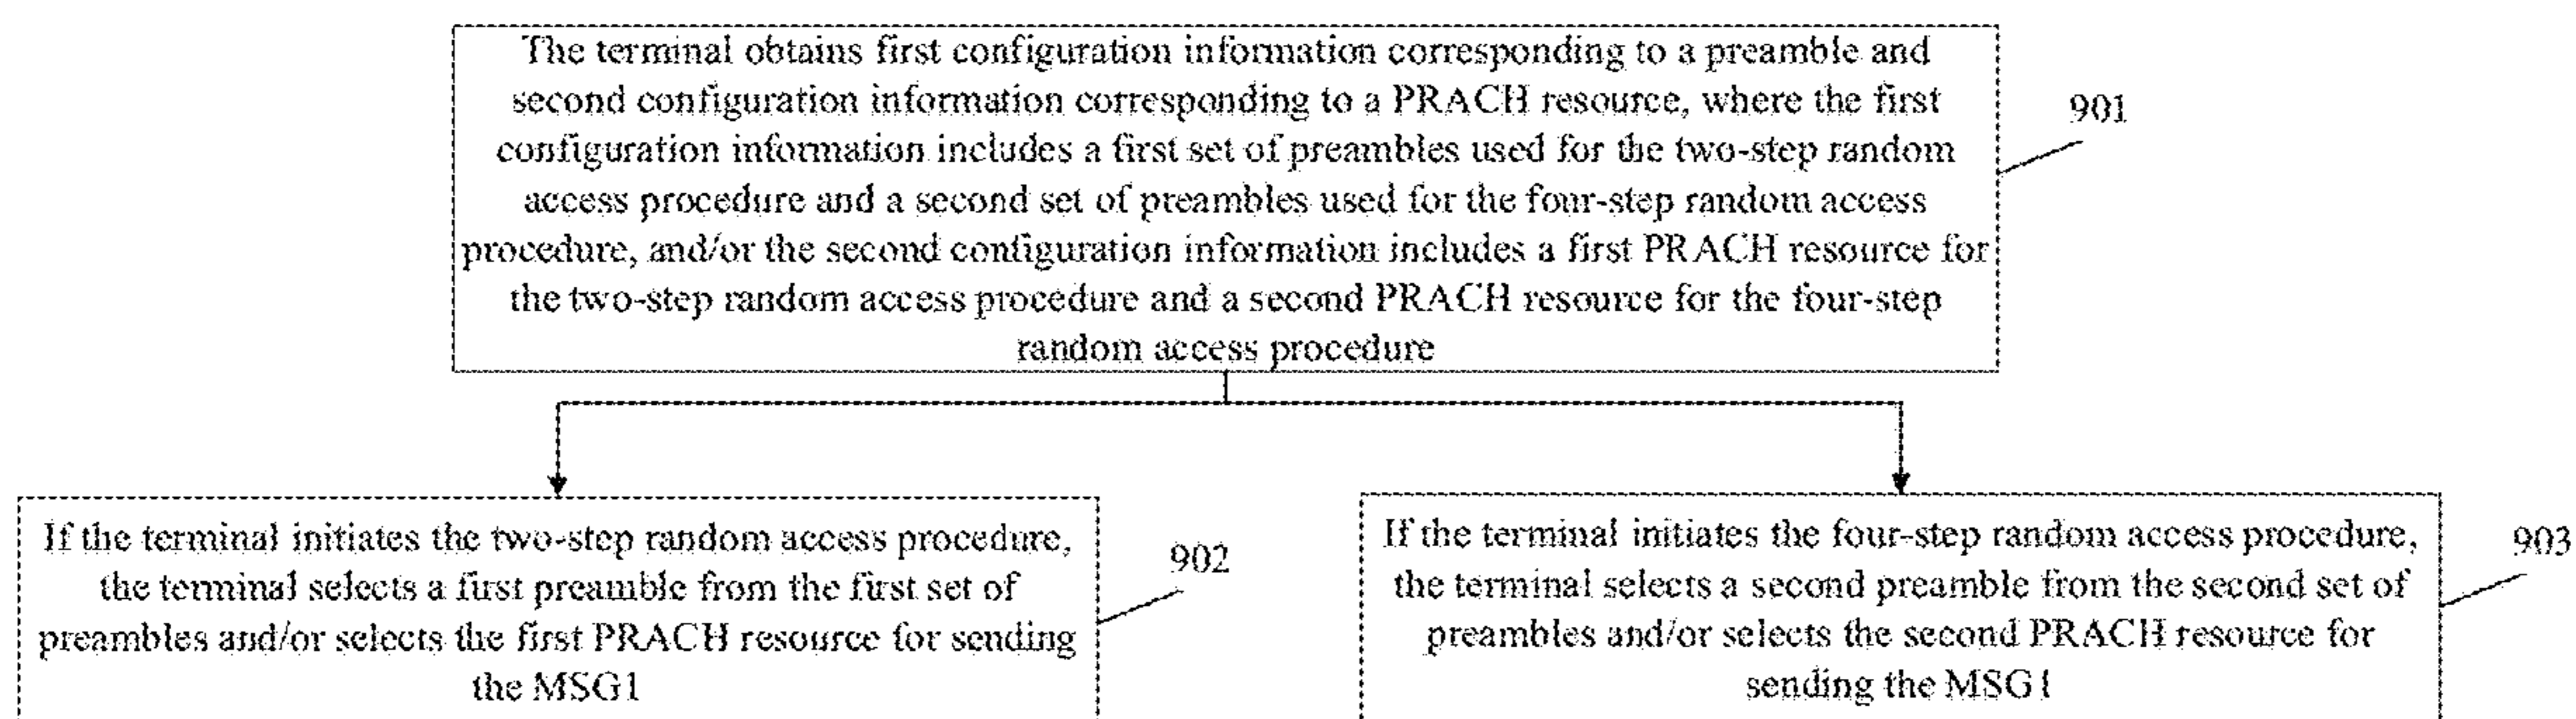 The terminal obtains first configuration information corresponding to a preamble and
second configuration information corresponding to a PRACH resource, where the first
configuration information includes a first set of preambles used for the two-step random
access procedure and a second set of preambles used for the four-step random access
procedure, and/or the second configuration information includes a first PRACH resource for
the two-step random access procedure and a second PRACH resource for the four-step
random access procedure
901
If the terminal initiates the two-step random access procedure,
the terminal selects a first preamble from the first set of
preambles and/or selects the first PRACH resource for sending
the MSG1
902
If the terminal initiates the four-step random access procedure,
the terminal selects a second preamble from the second set of
preambles and/or selects the second PRACH resource for
sending the MSG1
903